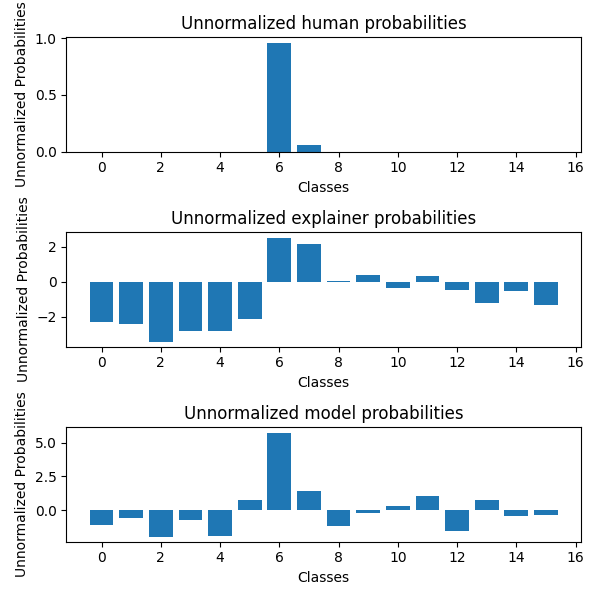 Unnormalized human probabilities
Unnormalized Probabilities
1.0
0.5
0.0
0 2 4 6 8 10 12 14 16
Classes
Unnormalized explainer probabilities
Unnormalized Probabilities
2
0
−2
0 2 4 6 8 10 12 14 16
Classes
Unnormalized model probabilities
Unnormalized Probabilities
5.0
2.5
0.0
0 2 4 6 8 10 12 14 16
Classes